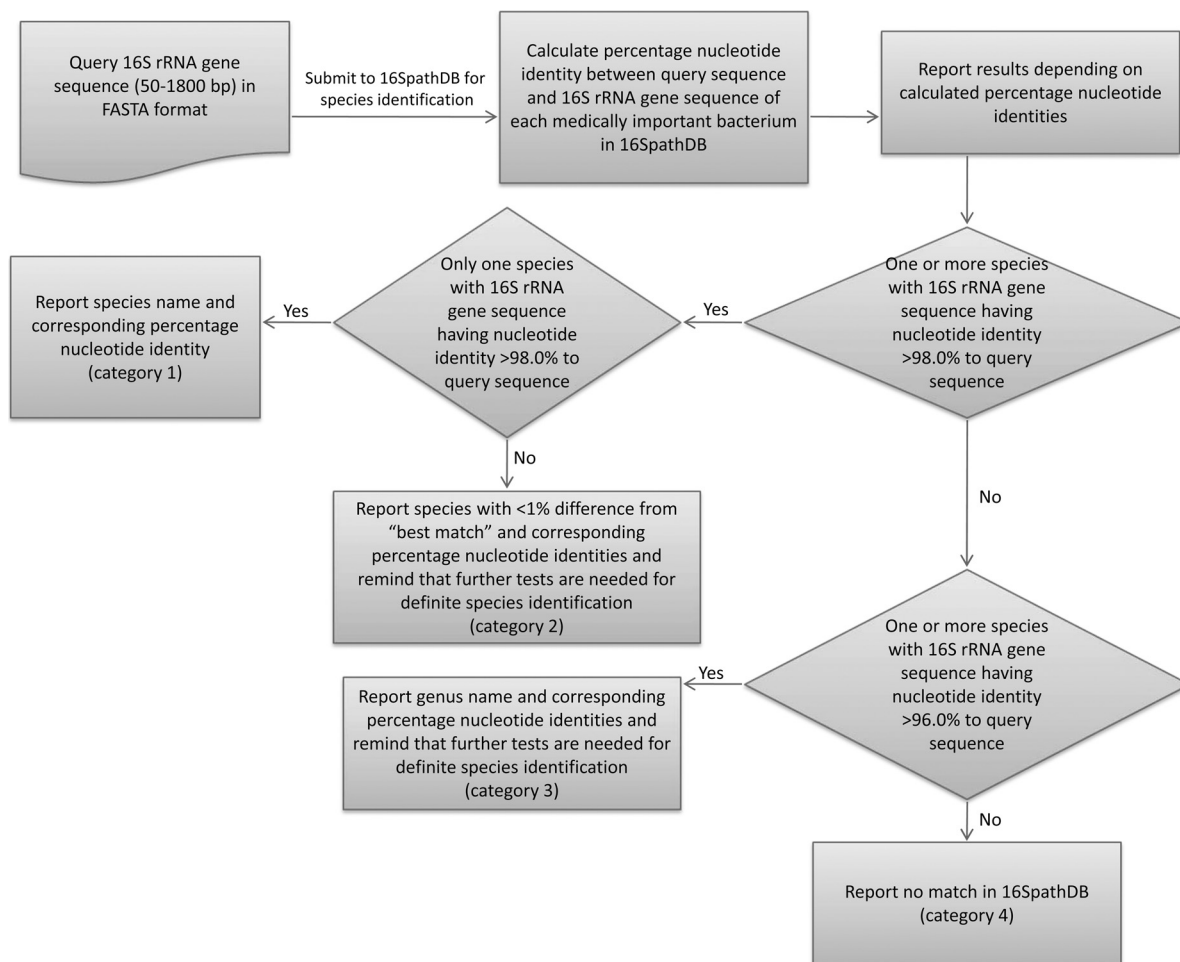 Query 16S rRNA gene
sequence (50-1800 bp) in
FASTA format
Submit to 16SpathDB for
species identification
Calculate percentage nucleotide
identity between query sequence
and 16S rRNA gene sequence of
each medically important bacterium
in 16SpathDB
Report results depending on
calculated percentage nucleotide
identities
One or more species
with 16S rRNA gene
sequence having
nucleotide identity
>98.0% to query
sequence
Yes
Only one species
with 16S rRNA
gene sequence
having nucleotide
identity >98.0% to
query sequence
Yes
Report species name and
corresponding percentage
nucleotide identity
(category 1)
No
Report species with <1% difference from
“best match” and corresponding
percentage nucleotide identities and
remind that further tests are needed for
definite species identification
(category 2)
No
One or more species
with 16S rRNA gene
sequence having
nucleotide identity
>96.0% to query
sequence
Yes
Report genus name and corresponding
percentage nucleotide identities and
remind that further tests are needed for
definite species identification
(category 3)
No
Report no match in 16SpathDB
(category 4)